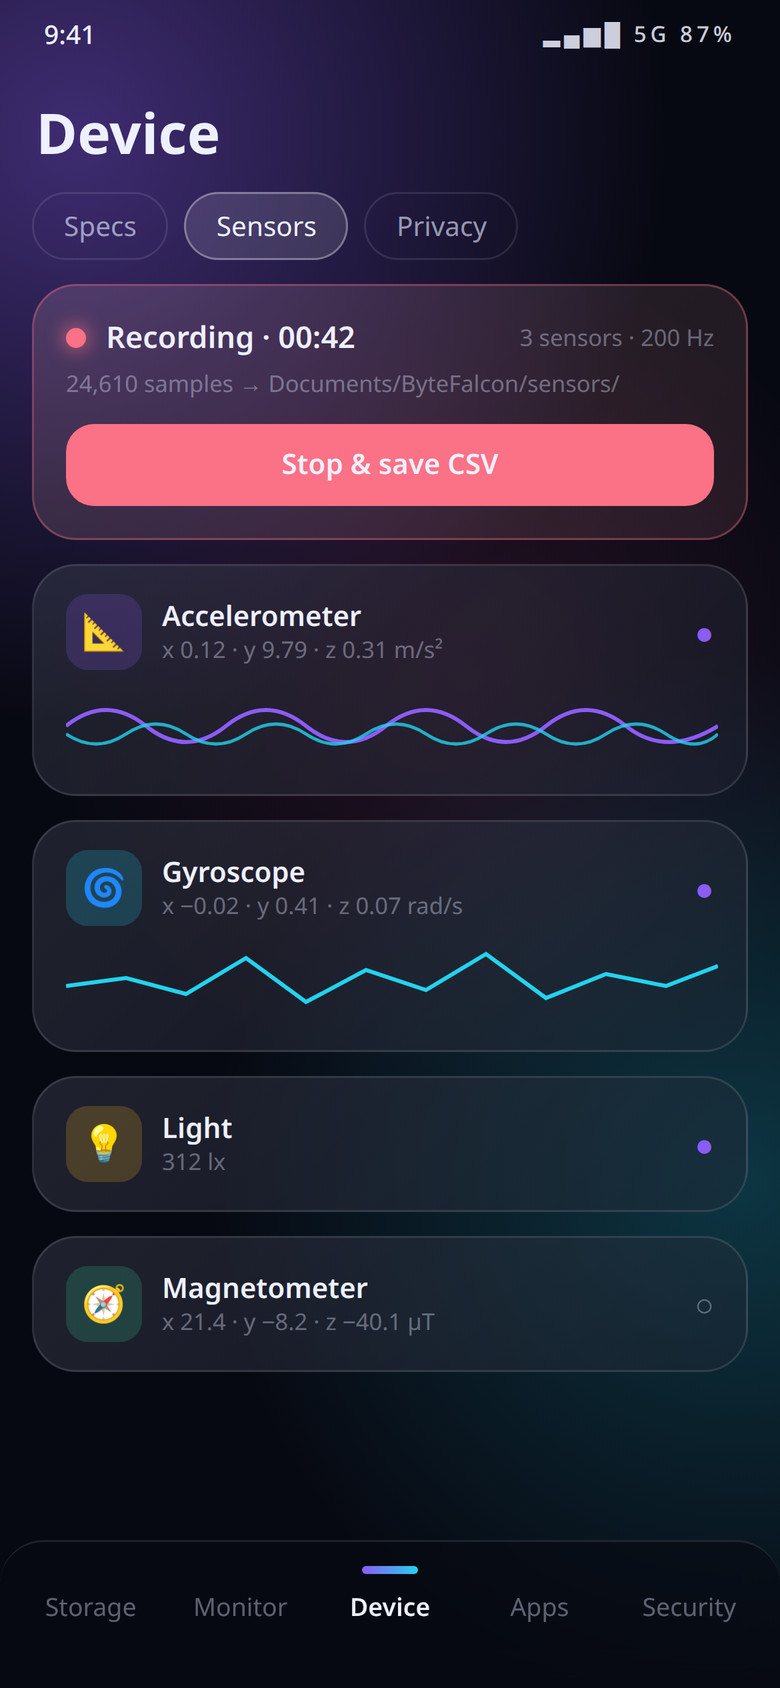 9:41
5G 87%
Device
Specs
Sensors
Privacy
Recording · 00:42
3 sensors · 200 Hz
24,610 samples → Documents/ByteFalcon/sensors/
Stop & save CSV
Accelerometer
x 0.12 · y 9.79 · z 0.31 m/s²
Gyroscope
x −0.02 · y 0.41 · z 0.07 rad/s
Light
312 lx
Magnetometer
x 21.4 · y −8.2 · z −40.1 µT
Storage
Monitor
Device
Apps
Security